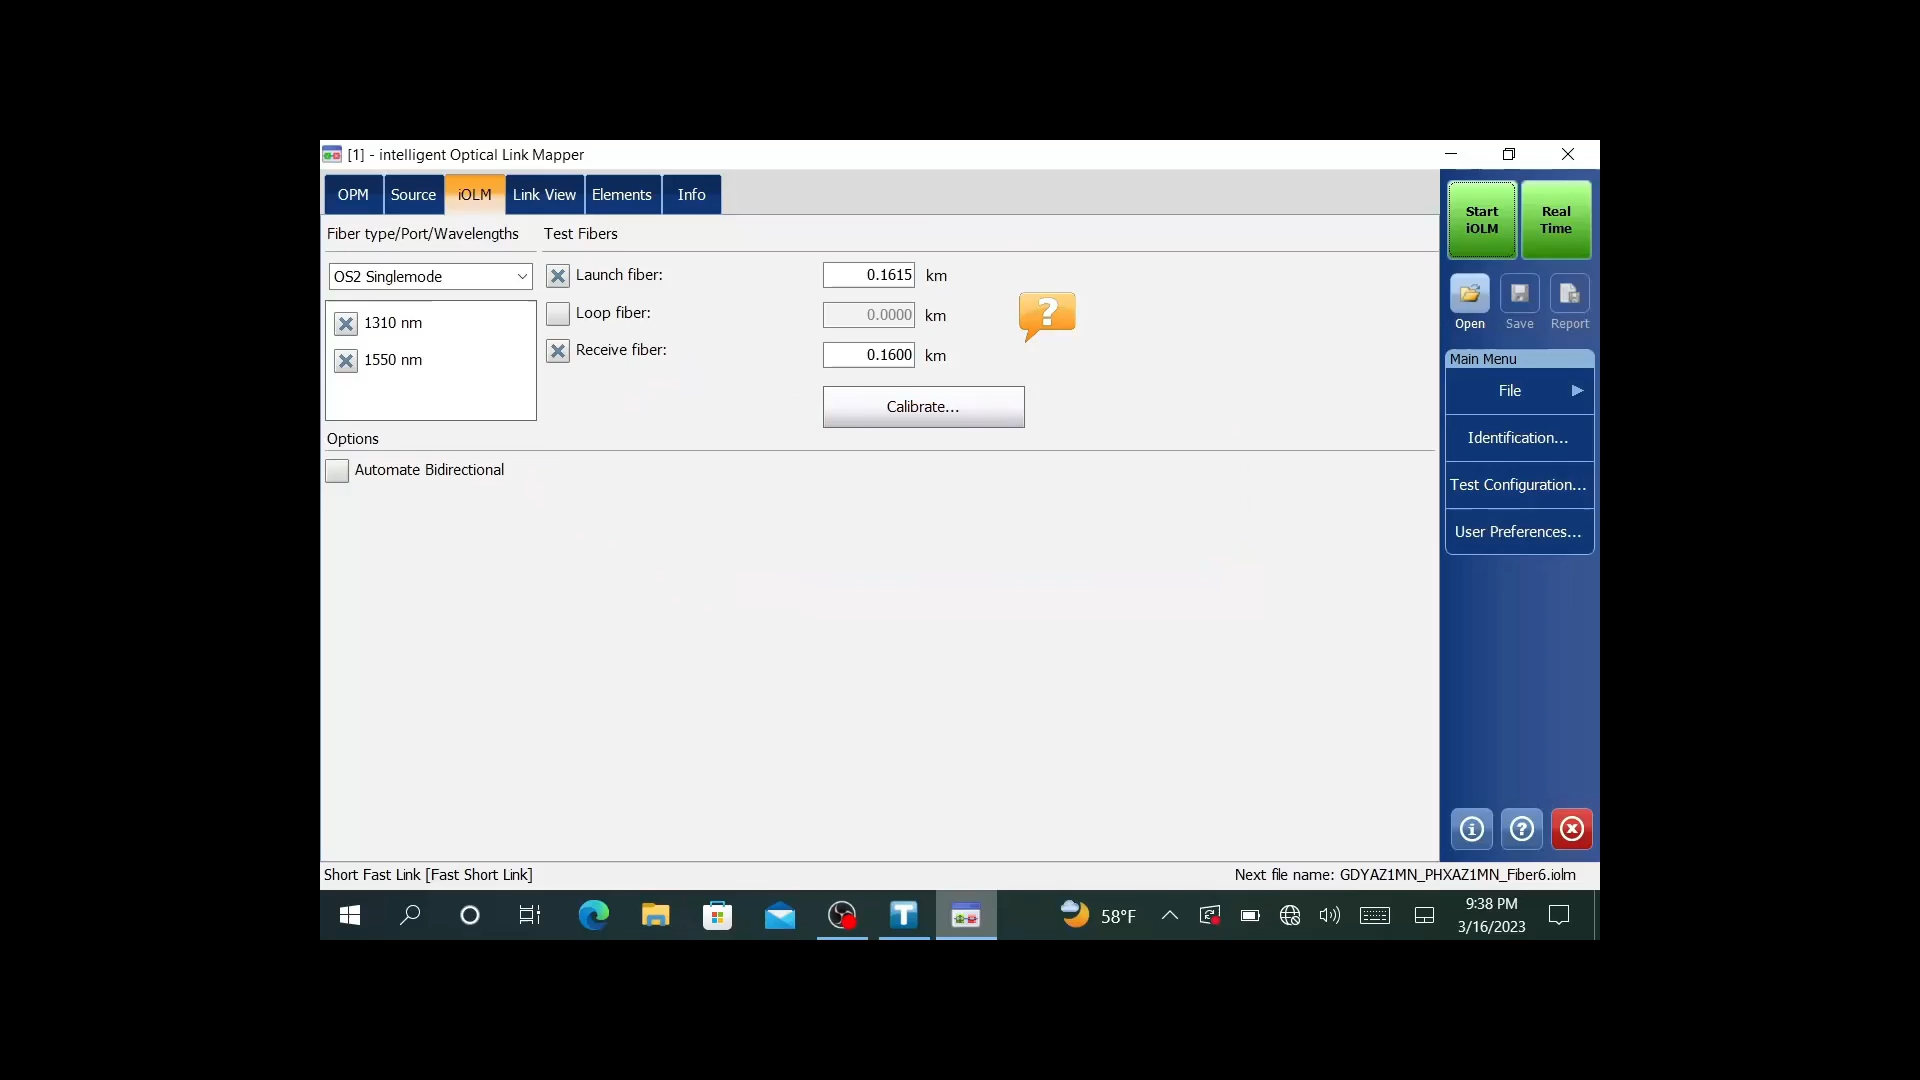 [1] - intelligent Optical Link Mapper
OPM Source iOLM Link View Elements Info
Start iOLM
Real Time
Fiber type/Port/Wavelengths
Test Fibers
OS2 Singlemode
1310 nm
1550 nm
Launch fiber: 0.1615 km
Loop fiber: 0.0000 km
Receive fiber: 0.1600 km
?
Calibrate...
Options
Automate Bidirectional
Open Save Report
Main Menu
File
Identification...
Test Configuration...
User Preferences...
Short Fast Link [Fast Short Link]
Next file name: GDYAZ1MN_PHXAZ1MN_Fiber6.iolm
58°F
9:38 PM
3/16/2023